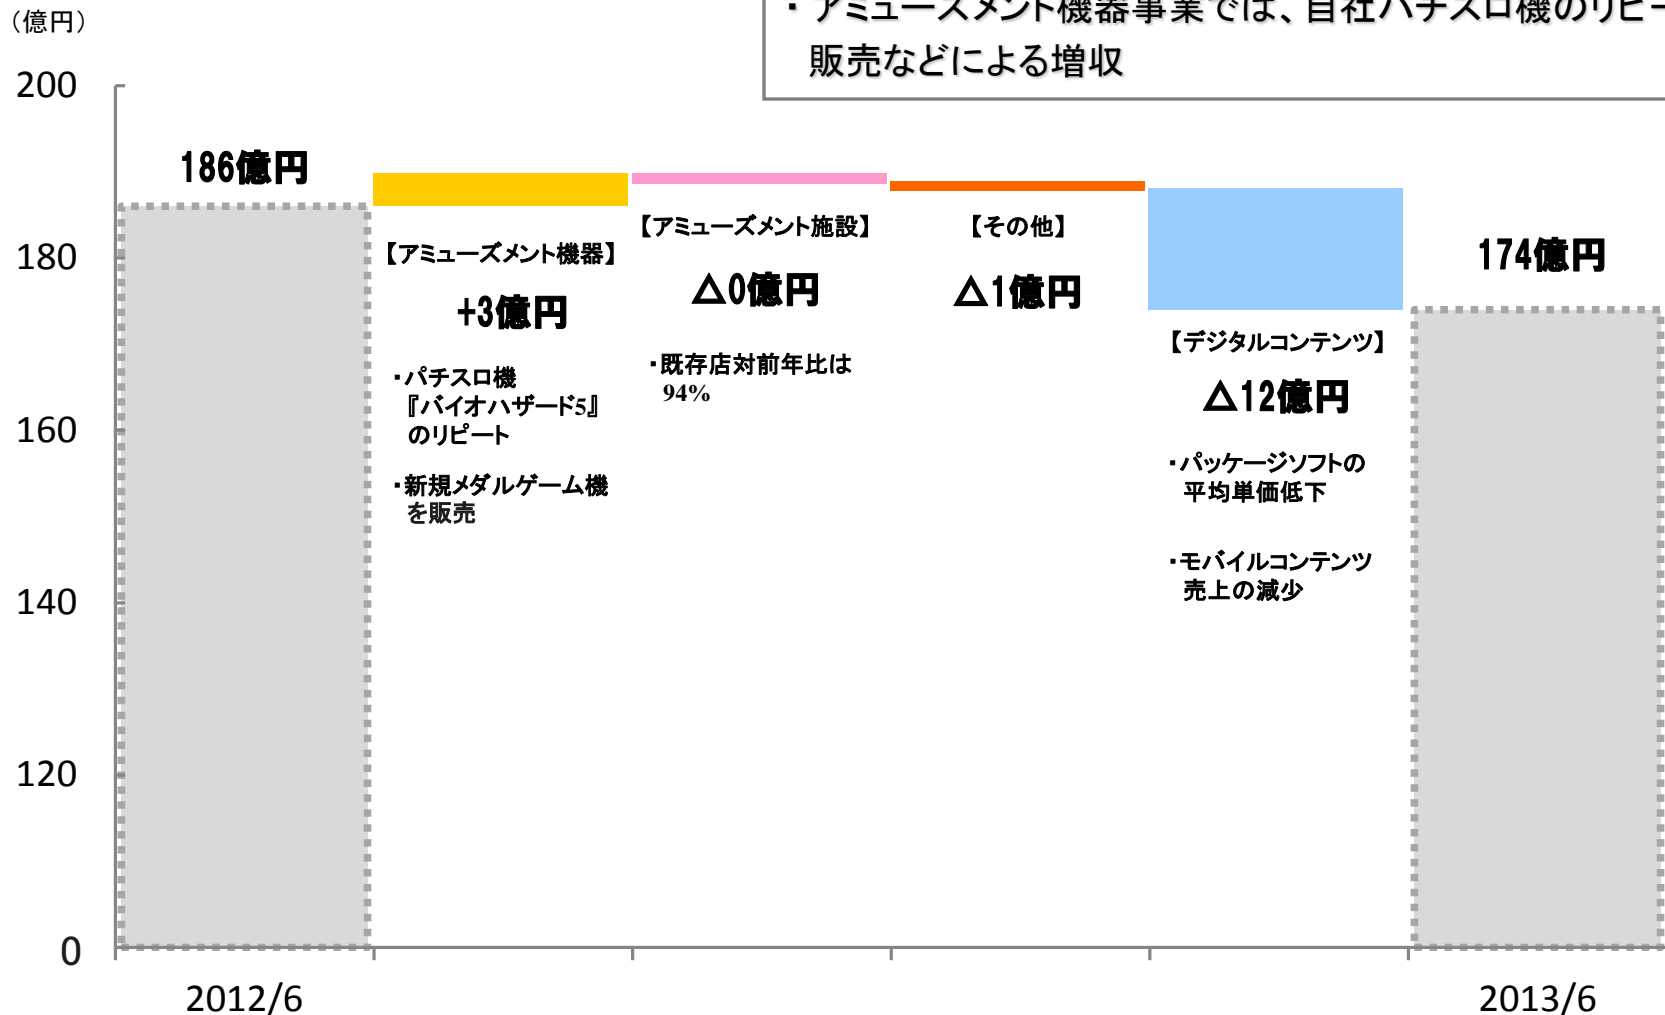 （億円）
・アミューズメント機器事業では、自社パチスロ機のリピー
販売などによる増収
200
180
160
140
120
0
186億円
【アミューズメント機器】
+3億円
・パチスロ機
『バイオハザード5』
のリピート
・新規メダルゲーム機
を販売
【アミューズメント施設】
△0億円
・既存店対前年比は
94%
【その他】
△1億円
【デジタルコンテンツ】
△12億円
・パッケージソフトの
平均単価低下
・モバイルコンテンツ
売上の減少
174億円
2012/6
2013/6